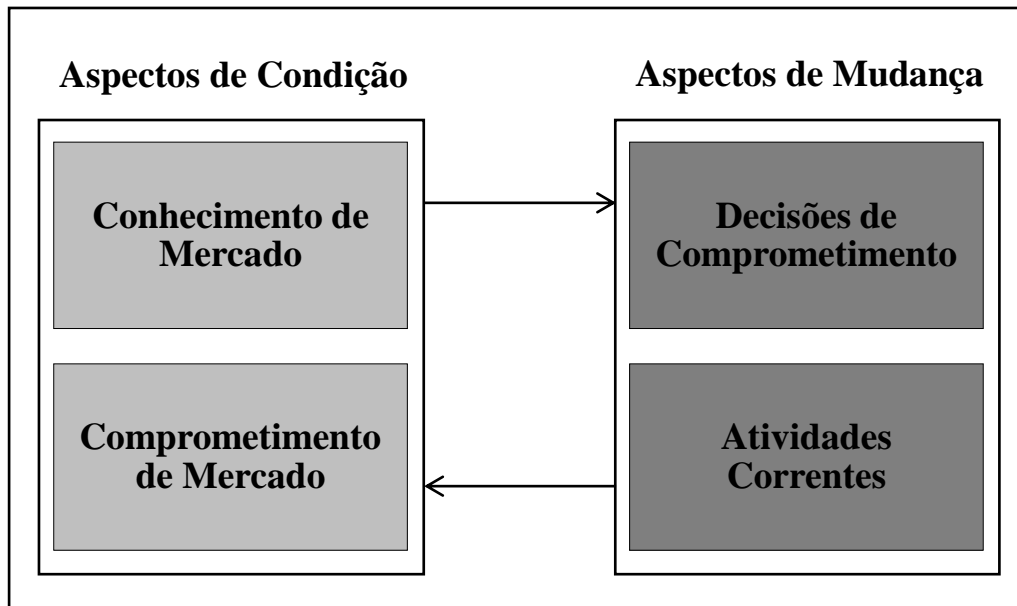 Aspectos de Condição
Aspectos de Mudança
Conhecimento de
Mercado
Decisões de
Comprometimento
Comprometimento
de Mercado
Atividades
Correntes